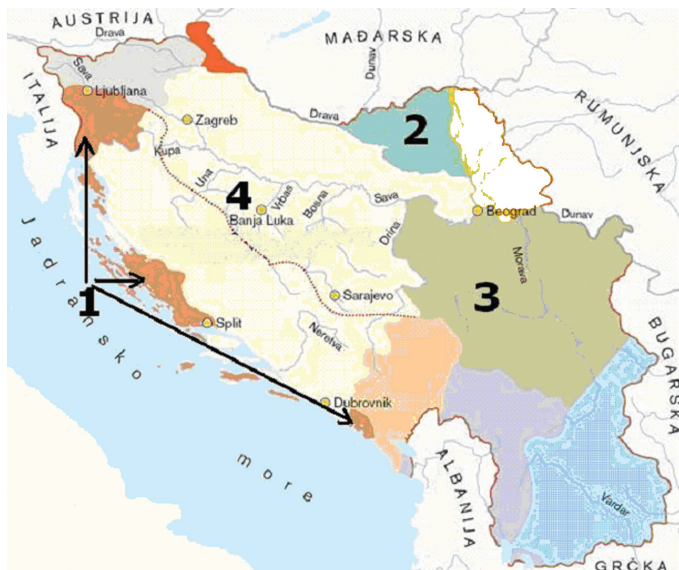 AUSTRIJA
Drava
MAĐARSKA
Dunav
ITALIJA
Sava
Ljubljana
RUMUNJSKA
Drava
2
Zagreb
Kupa
Una
4
Vrbas
Bosna
Sava
Banja Luka
Drina
Beograd
Dunav
Morava
Jadransko
1
Sarajevo
3
Split
Neretva
BUGARSKA
Dubrovnik
more
ALBANIJA
Vardar
GRČKA